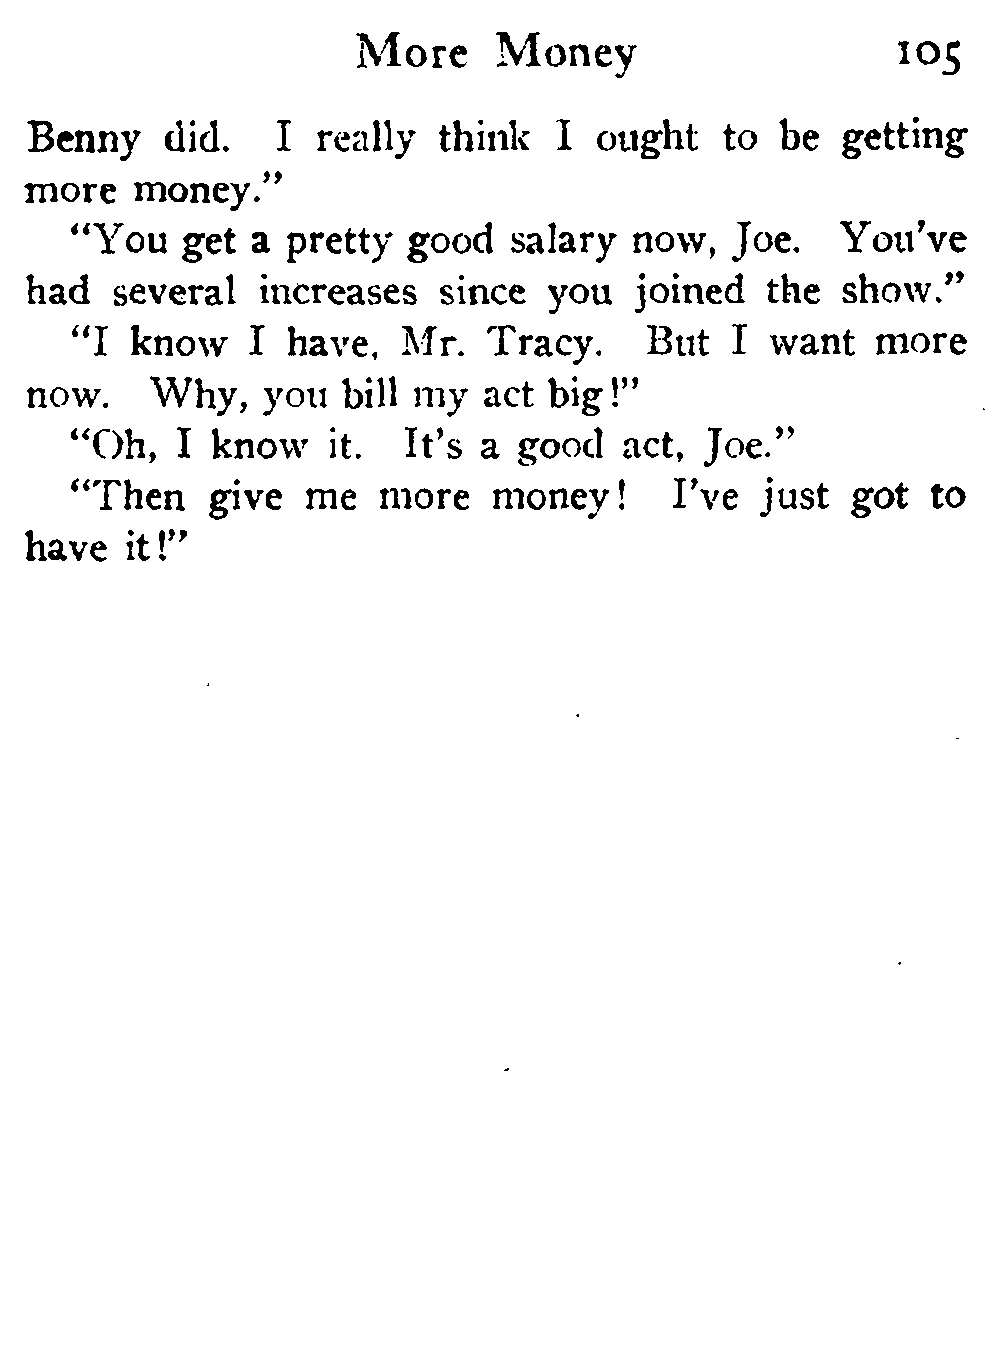 More Money 105
Benny did. I really think I ought to be getting
more money."
"You get a pretty good salary now, Joe. You've
had several increases since you joined the show."
"I know I have, Mr. Tracy. But I want more
now. Why, you bill my act big!"
"Oh, I know it. It's a good act, Joe."
"Then give me more money! I've just got to
have it!"